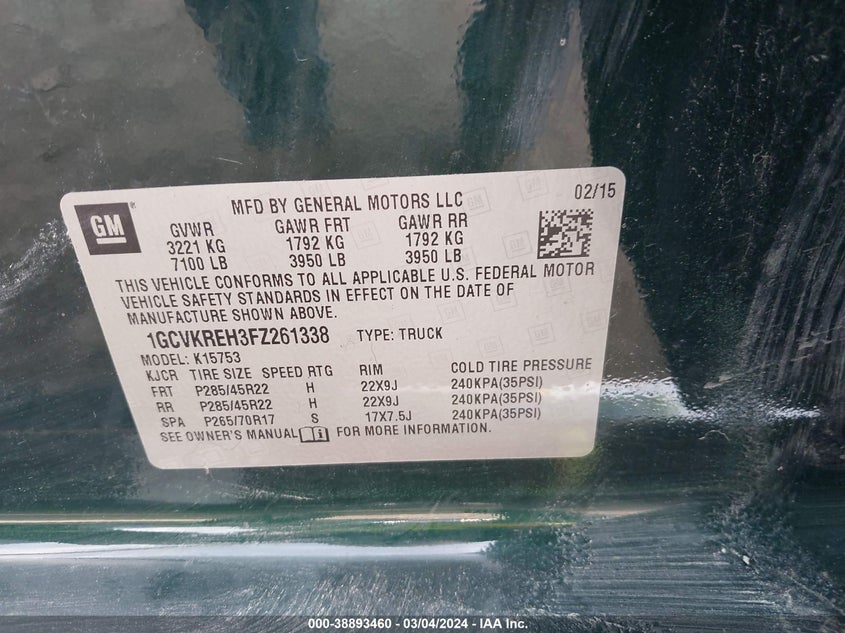 MFD BY GENERAL MOTORS LLC 02/15
GM®
GVWR GAWR FRT GAWR RR
3221 KG 1792 KG 1792 KG
7100 LB 3950 LB 3950 LB
THIS VEHICLE CONFORMS TO ALL APPLICABLE U.S. FEDERAL MOTOR
VEHICLE SAFETY STANDARDS IN EFFECT ON THE DATE OF
MANUFACTURE SHOWN ABOVE.
1GCVKREH3FZ261338 TYPE: TRUCK
MODEL: K15753
KJCR TIRE SIZE SPEED RTG RIM COLD TIRE PRESSURE
FRT P285/45R22 H 22X9J 240KPA(35PSI)
RR P285/45R22 H 22X9J 240KPA(35PSI)
SPA P265/70R17 S 17X7.5J 240KPA(35PSI)
SEE OWNER'S MANUAL FOR MORE INFORMATION.
000-38893460 - 03/04/2024 - © IAA Inc.